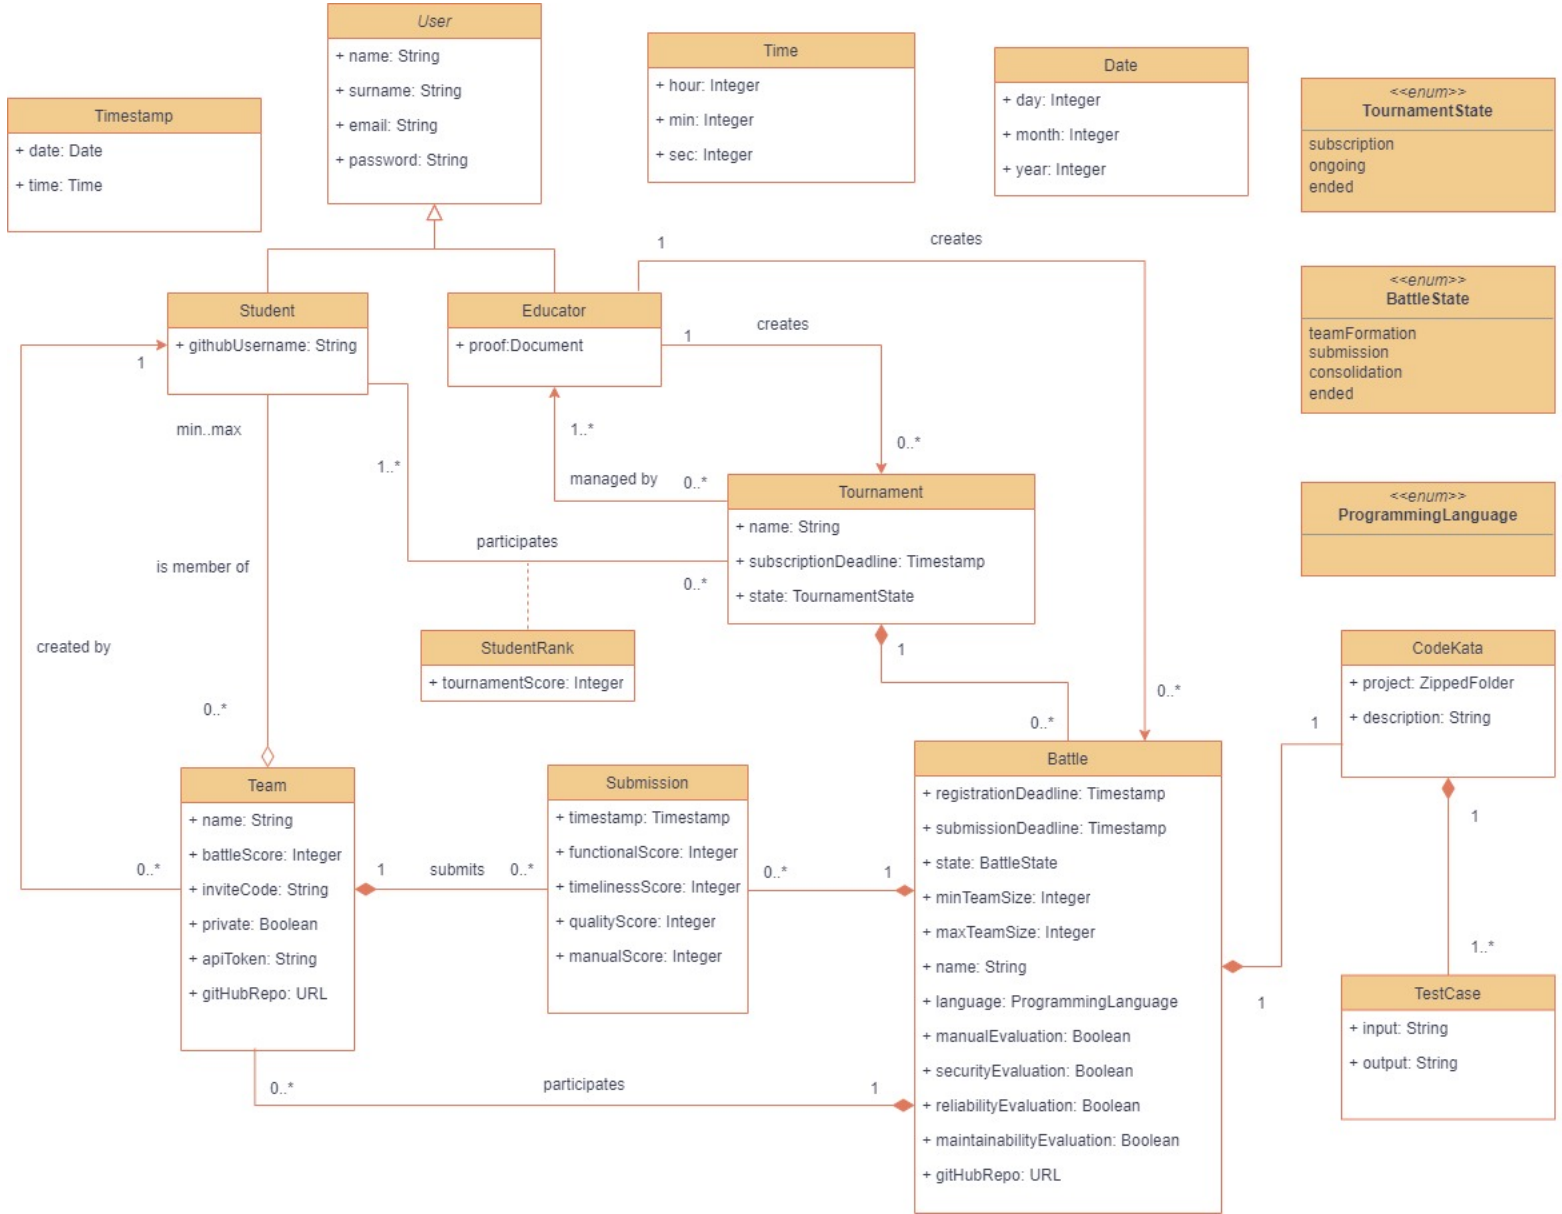 User
+ name: String
+ surname: String
+ email: String
+ password: String
Time
+ hour: Integer
+ min: Integer
+ sec: Integer
Date
+ day: Integer
+ month: Integer
+ year: Integer
<<enum>>
TournamentState
subscription
ongoing
ended
Timestamp
+ date: Date
+ time: Time
1
creates
<<enum>>
BattleState
teamFormation
submission
consolidation
ended
Student
+ githubUsername: String
Educator
+ proof:Document
1
creates
1
min..max
1..*
1..*
0..*
managed by
0..*
Tournament
+ name: String
+ subscriptionDeadline: Timestamp
+ state: TournamentState
<<enum>>
ProgrammingLanguage
participates
0..*
is member of
StudentRank
+ tournamentScore: Integer
created by
1
CodeKata
+ project: ZippedFolder
+ description: String
0..*
0..*
0..*
1
Team
+ name: String
+ battleScore: Integer
+ inviteCode: String
+ private: Boolean
+ apiToken: String
+ gitHubRepo: URL
Submission
+ timestamp: Timestamp
+ functionalScore: Integer
+ timelinessScore: Integer
+ qualityScore: Integer
+ manualScore: Integer
Battle
+ registrationDeadline: Timestamp
+ submissionDeadline: Timestamp
+ state: BattleState
+ minTeamSize: Integer
+ maxTeamSize: Integer
+ name: String
+ language: ProgrammingLanguage
+ manualEvaluation: Boolean
+ securityEvaluation: Boolean
+ reliabilityEvaluation: Boolean
+ maintainabilityEvaluation: Boolean
+ gitHubRepo: URL
0..*
1
submits
0..*
0..*
1
1
1..*
1
TestCase
+ input: String
+ output: String
0..*
participates
1